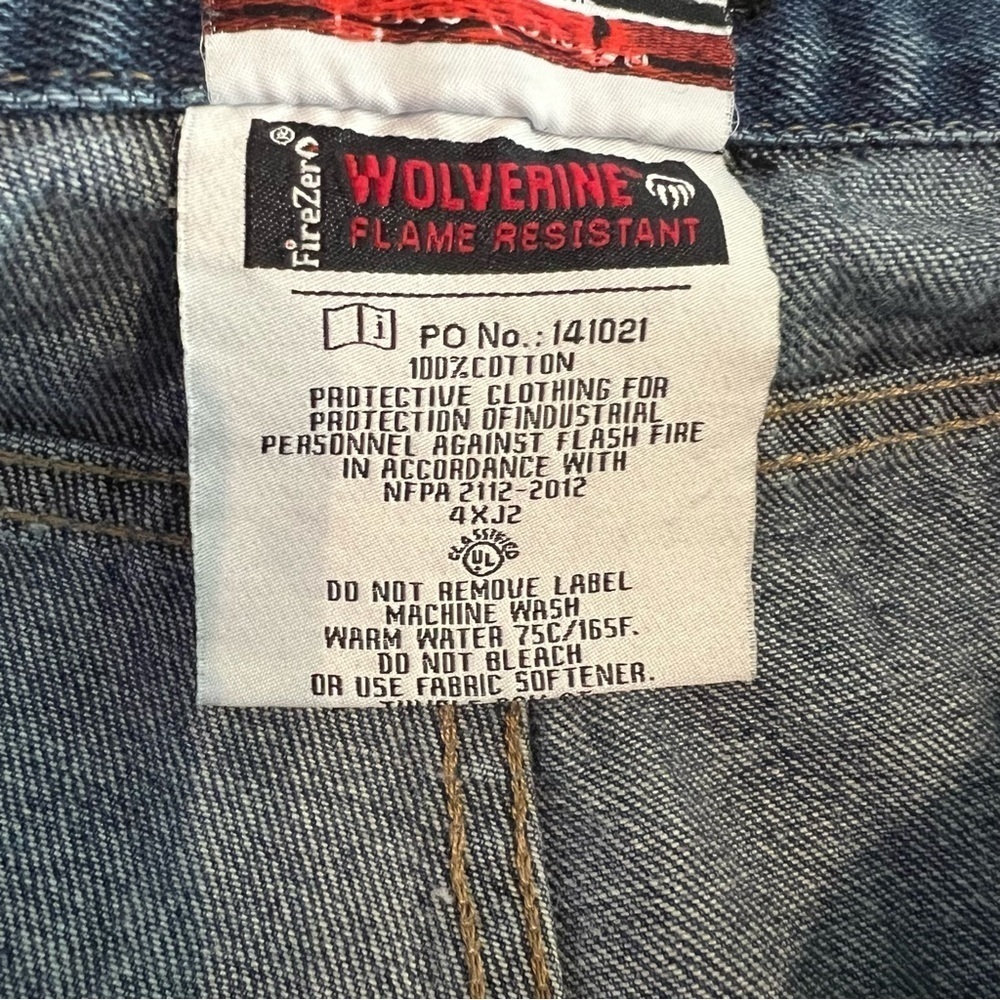 FireZero®
WOLVERINE
FLAME RESISTANT
i PO No.: 141021
100%COTTON
PROTECTIVE CLOTHING FOR
PROTECTION OFINDUSTRIAL
PERSONNEL AGAINST FLASH FIRE
IN ACCORDANCE WITH
NFPA 2112-2012
4XJ2
CLASSIFIED
UL
DO NOT REMOVE LABEL
MACHINE WASH
WARM WATER 75C/165F.
DO NOT BLEACH
OR USE FABRIC SOFTENER.